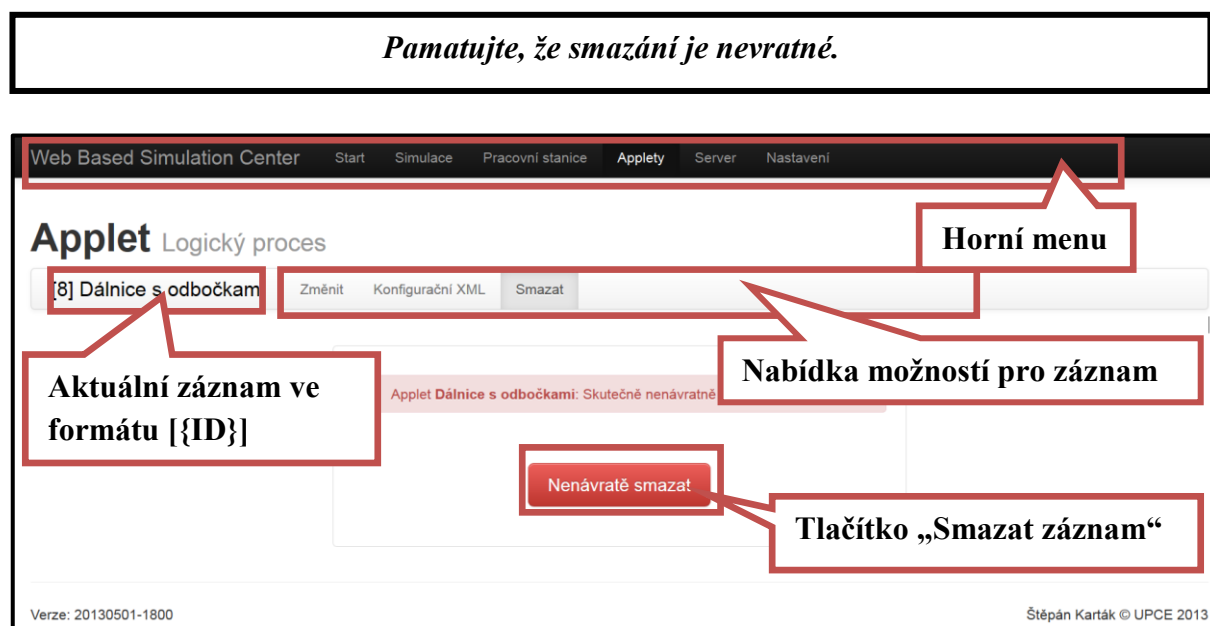 Pamatujte, že smazání je nevratné.
Web Based Simulation Center Start Simulace Pracovní stanice Applety Server Nastavení
Horní menu
Applet Logický proces
[8] Dálnice s odbočkami Změnit Konfigurační XML Smazat
Nabídka možností pro záznam
Aktuální záznam ve
formátu [{ID}]
Applet Dálnice s odbočkami: Skutečně nenávratně
Nenávratě smazat
Tlačítko „Smazat záznam“
Verze: 20130501-1800
Štěpán Karták © UPCE 2013